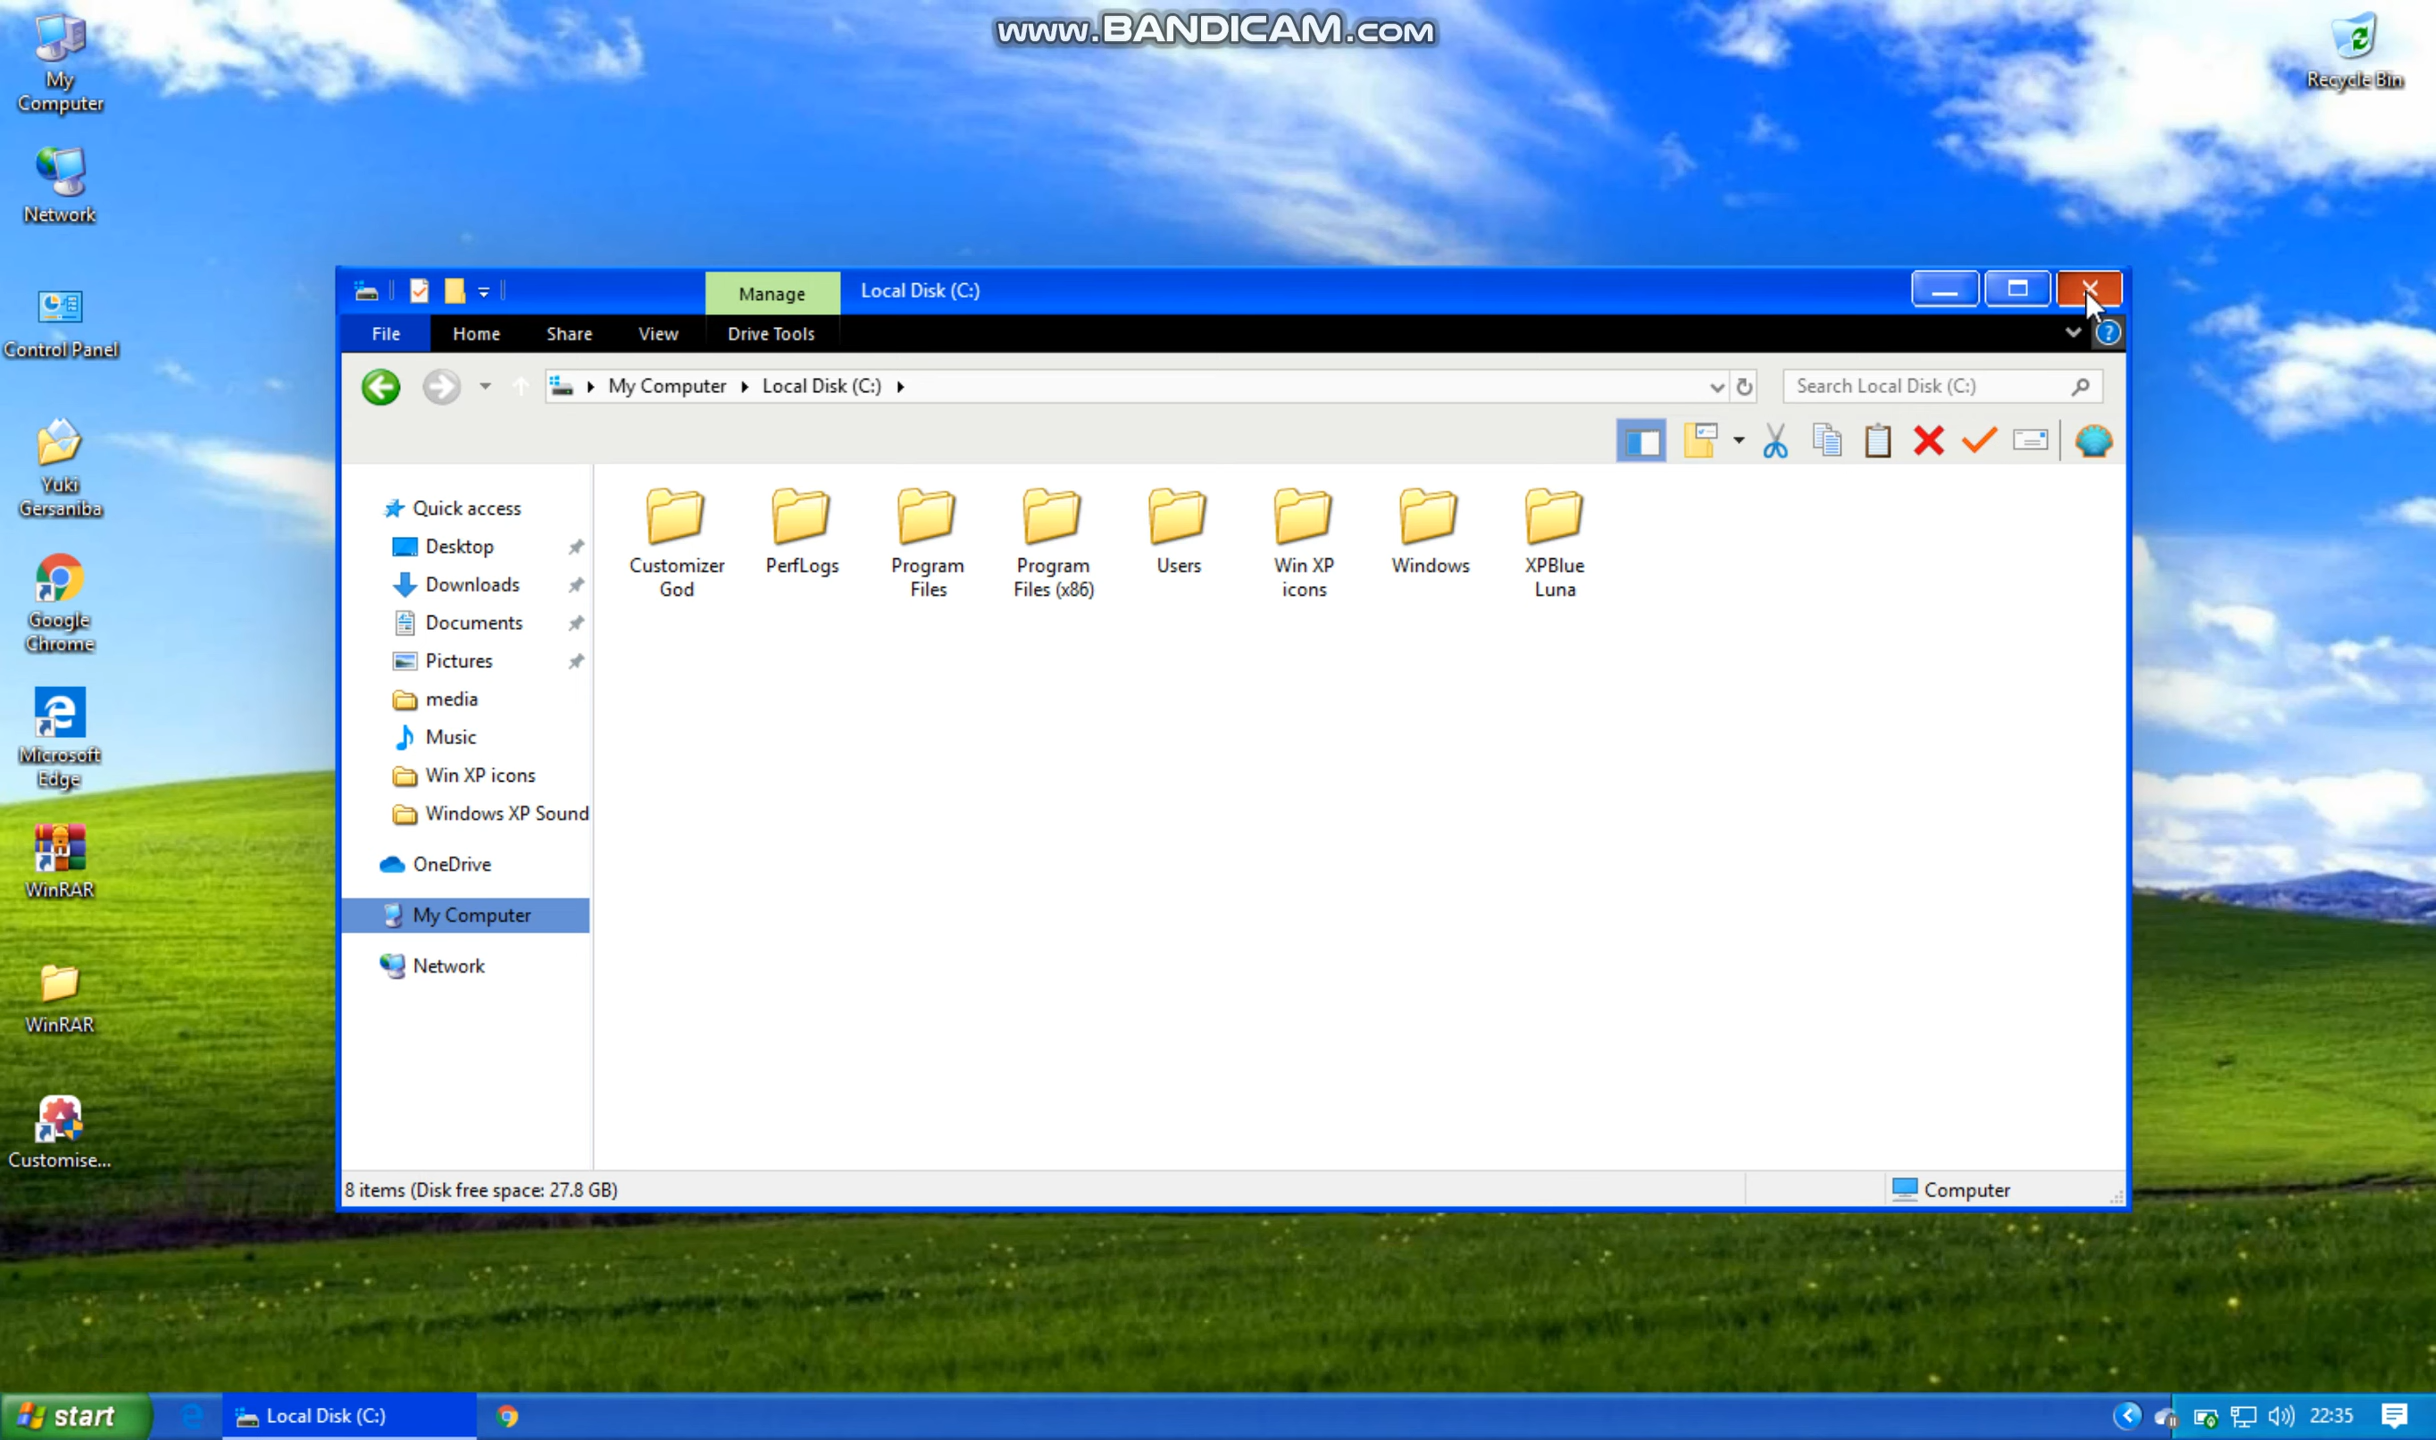 www.BANDICAM.com
My
Computer
Network
Control Panel
Yuki
Gersaniba
Google
Chrome
Microsoft
Edge
WinRAR
WinRAR
Customise...
Recycle Bin
Manage
Local Disk (C:)
File
Home
Share
View
Drive Tools
My Computer
Local Disk (C:)
Search Local Disk (C:)
Quick access
Desktop
Downloads
Documents
Pictures
media
Music
Win XP icons
Windows XP Sound
OneDrive
My Computer
Network
Customizer
God
PerfLogs
Program
Files
Program
Files (x86)
Users
Win XP
icons
Windows
XPBlue
Luna
8 items (Disk free space: 27.8 GB)
Computer
start
Local Disk (C:)
22:35